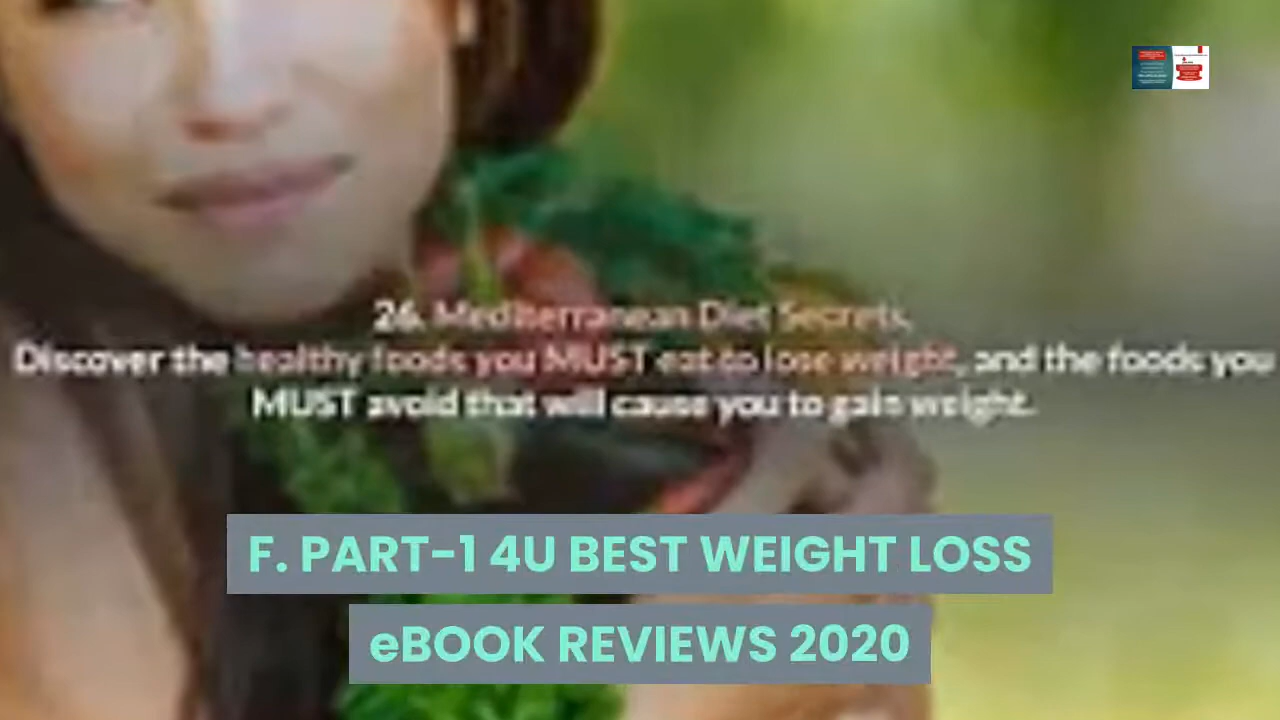 26. Mediterranean Diet Secrets.
Discover the healthy foods you MUST eat to lose weight, and the foods you
MUST avoid that will cause you to gain weight.
F. PART-1 4U BEST WEIGHT LOSS
eBOOK REVIEWS 2020